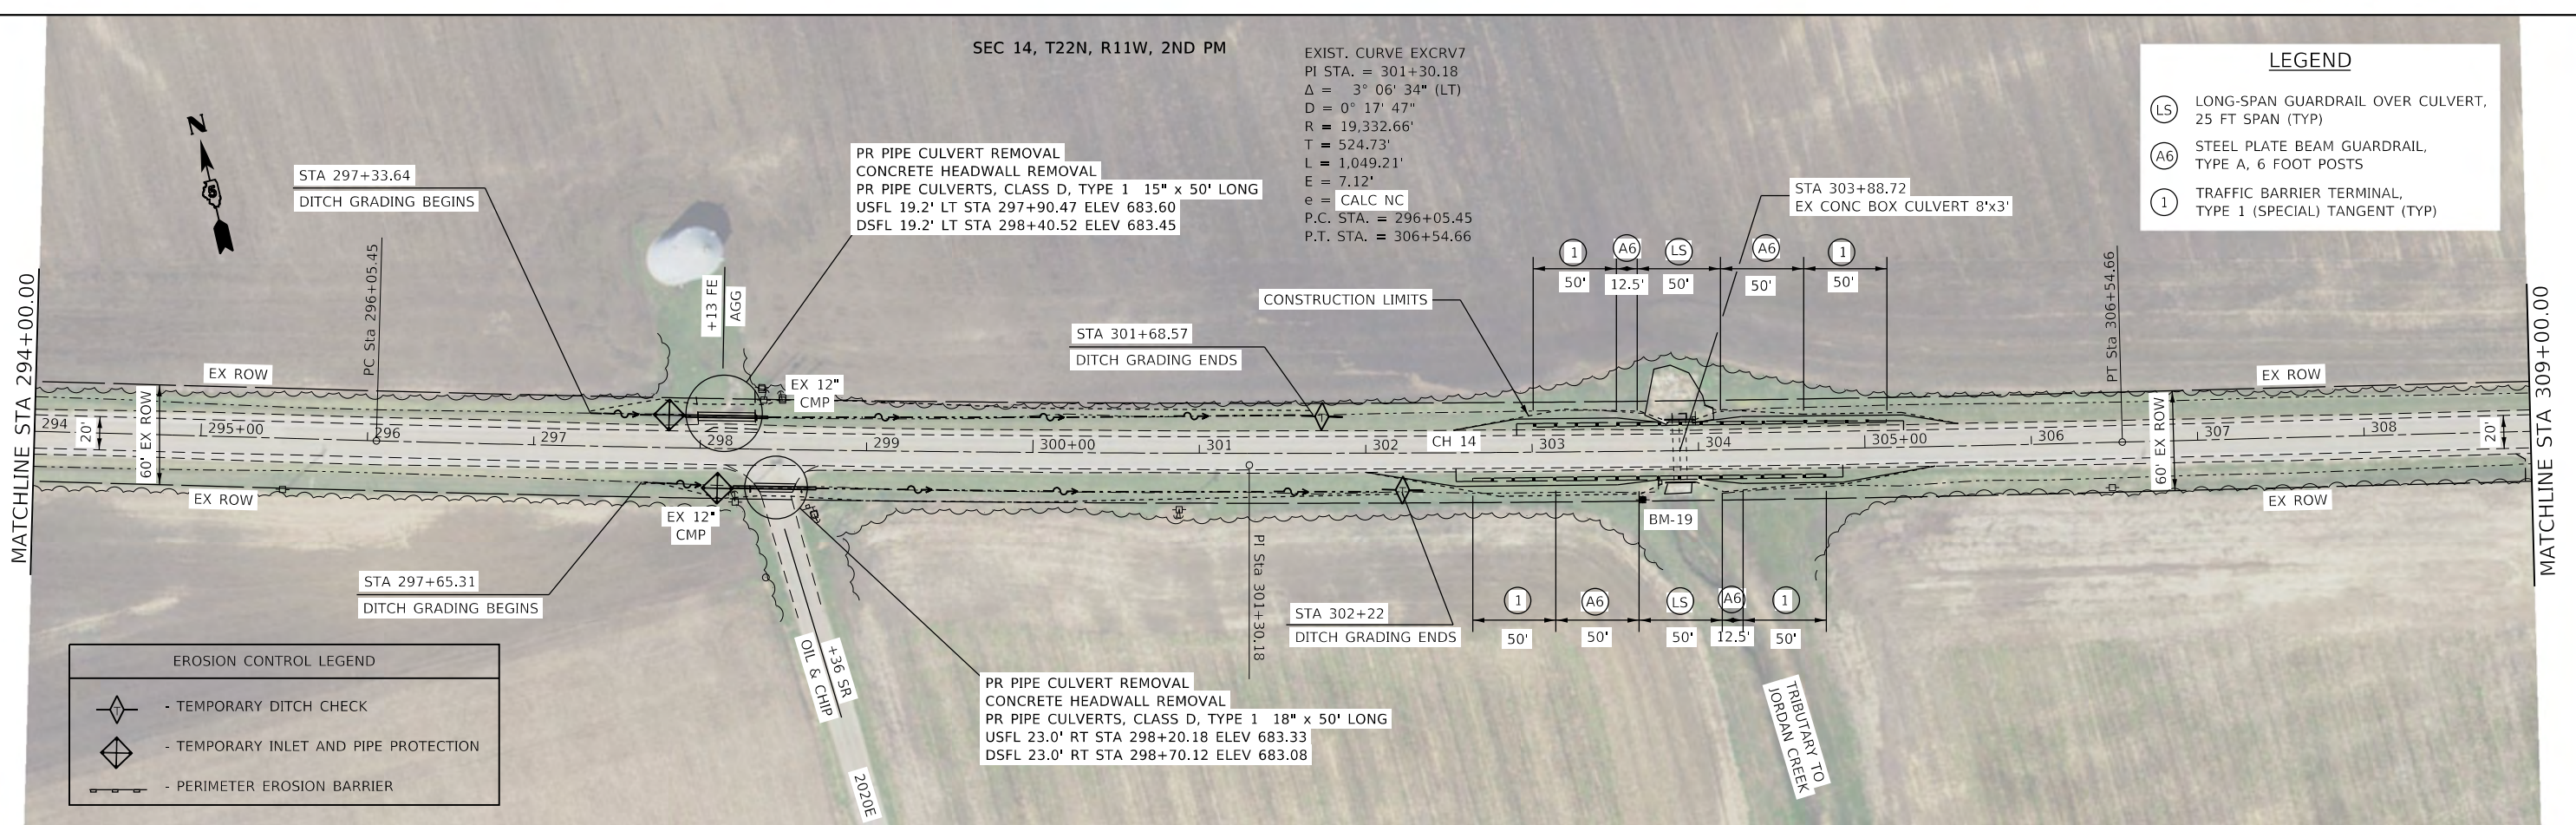 SEC 14, T22N, R11W, 2ND PM
EXIST. CURVE EXCRV7
PI STA. = 301+30.18
Δ = 3° 06' 34" (LT)
D = 0° 17' 47"
R = 19,332.66'
T = 524.73'
L = 1,049.21'
E = 7.12'
e = CALC NC
P.C. STA. = 296+05.45
P.T. STA. = 306+54.66
LEGEND
LS LONG-SPAN GUARDRAIL OVER CULVERT,
25 FT SPAN (TYP)
A6 STEEL PLATE BEAM GUARDRAIL,
TYPE A, 6 FOOT POSTS
1 TRAFFIC BARRIER TERMINAL,
TYPE 1 (SPECIAL) TANGENT (TYP)
N
5
STA 297+33.64
DITCH GRADING BEGINS
PR PIPE CULVERT REMOVAL
CONCRETE HEADWALL REMOVAL
PR PIPE CULVERTS, CLASS D, TYPE 1 15" x 50' LONG
USFL 19.2' LT STA 297+90.47 ELEV 683.60
DSFL 19.2' LT STA 298+40.52 ELEV 683.45
STA 303+88.72
EX CONC BOX CULVERT 8'x3'
1 A6 LS A6 1
50' 12.5' 50' 50' 50'
CONSTRUCTION LIMITS
STA 301+68.57
DITCH GRADING ENDS
MATCHLINE STA 294+00.00
PC Sta 296+05.45
+13 FE
AGG
PT Sta 306+54.66
MATCHLINE STA 309+00.00
EX ROW
EX 12"
CMP
EX ROW
60' EX ROW
20'
294
295+00
296
297
298
299
300+00
301
302
CH 14
303
304
305+00
306
307
308
60' EX ROW
20'
EX ROW
EX 12"
CMP
BM-19
EX ROW
PI Sta 301+30.18
STA 297+65.31
DITCH GRADING BEGINS
STA 302+22
DITCH GRADING ENDS
1 A6 LS A6 1
50' 50' 50' 12.5' 50'
+36 SR
OIL & CHIP
2020E
PR PIPE CULVERT REMOVAL
CONCRETE HEADWALL REMOVAL
PR PIPE CULVERTS, CLASS D, TYPE 1 18" x 50' LONG
USFL 23.0' RT STA 298+20.18 ELEV 683.33
DSFL 23.0' RT STA 298+70.12 ELEV 683.08
TRIBUTARY TO
JORDAN CREEK
EROSION CONTROL LEGEND
T - TEMPORARY DITCH CHECK
- TEMPORARY INLET AND PIPE PROTECTION
- PERIMETER EROSION BARRIER